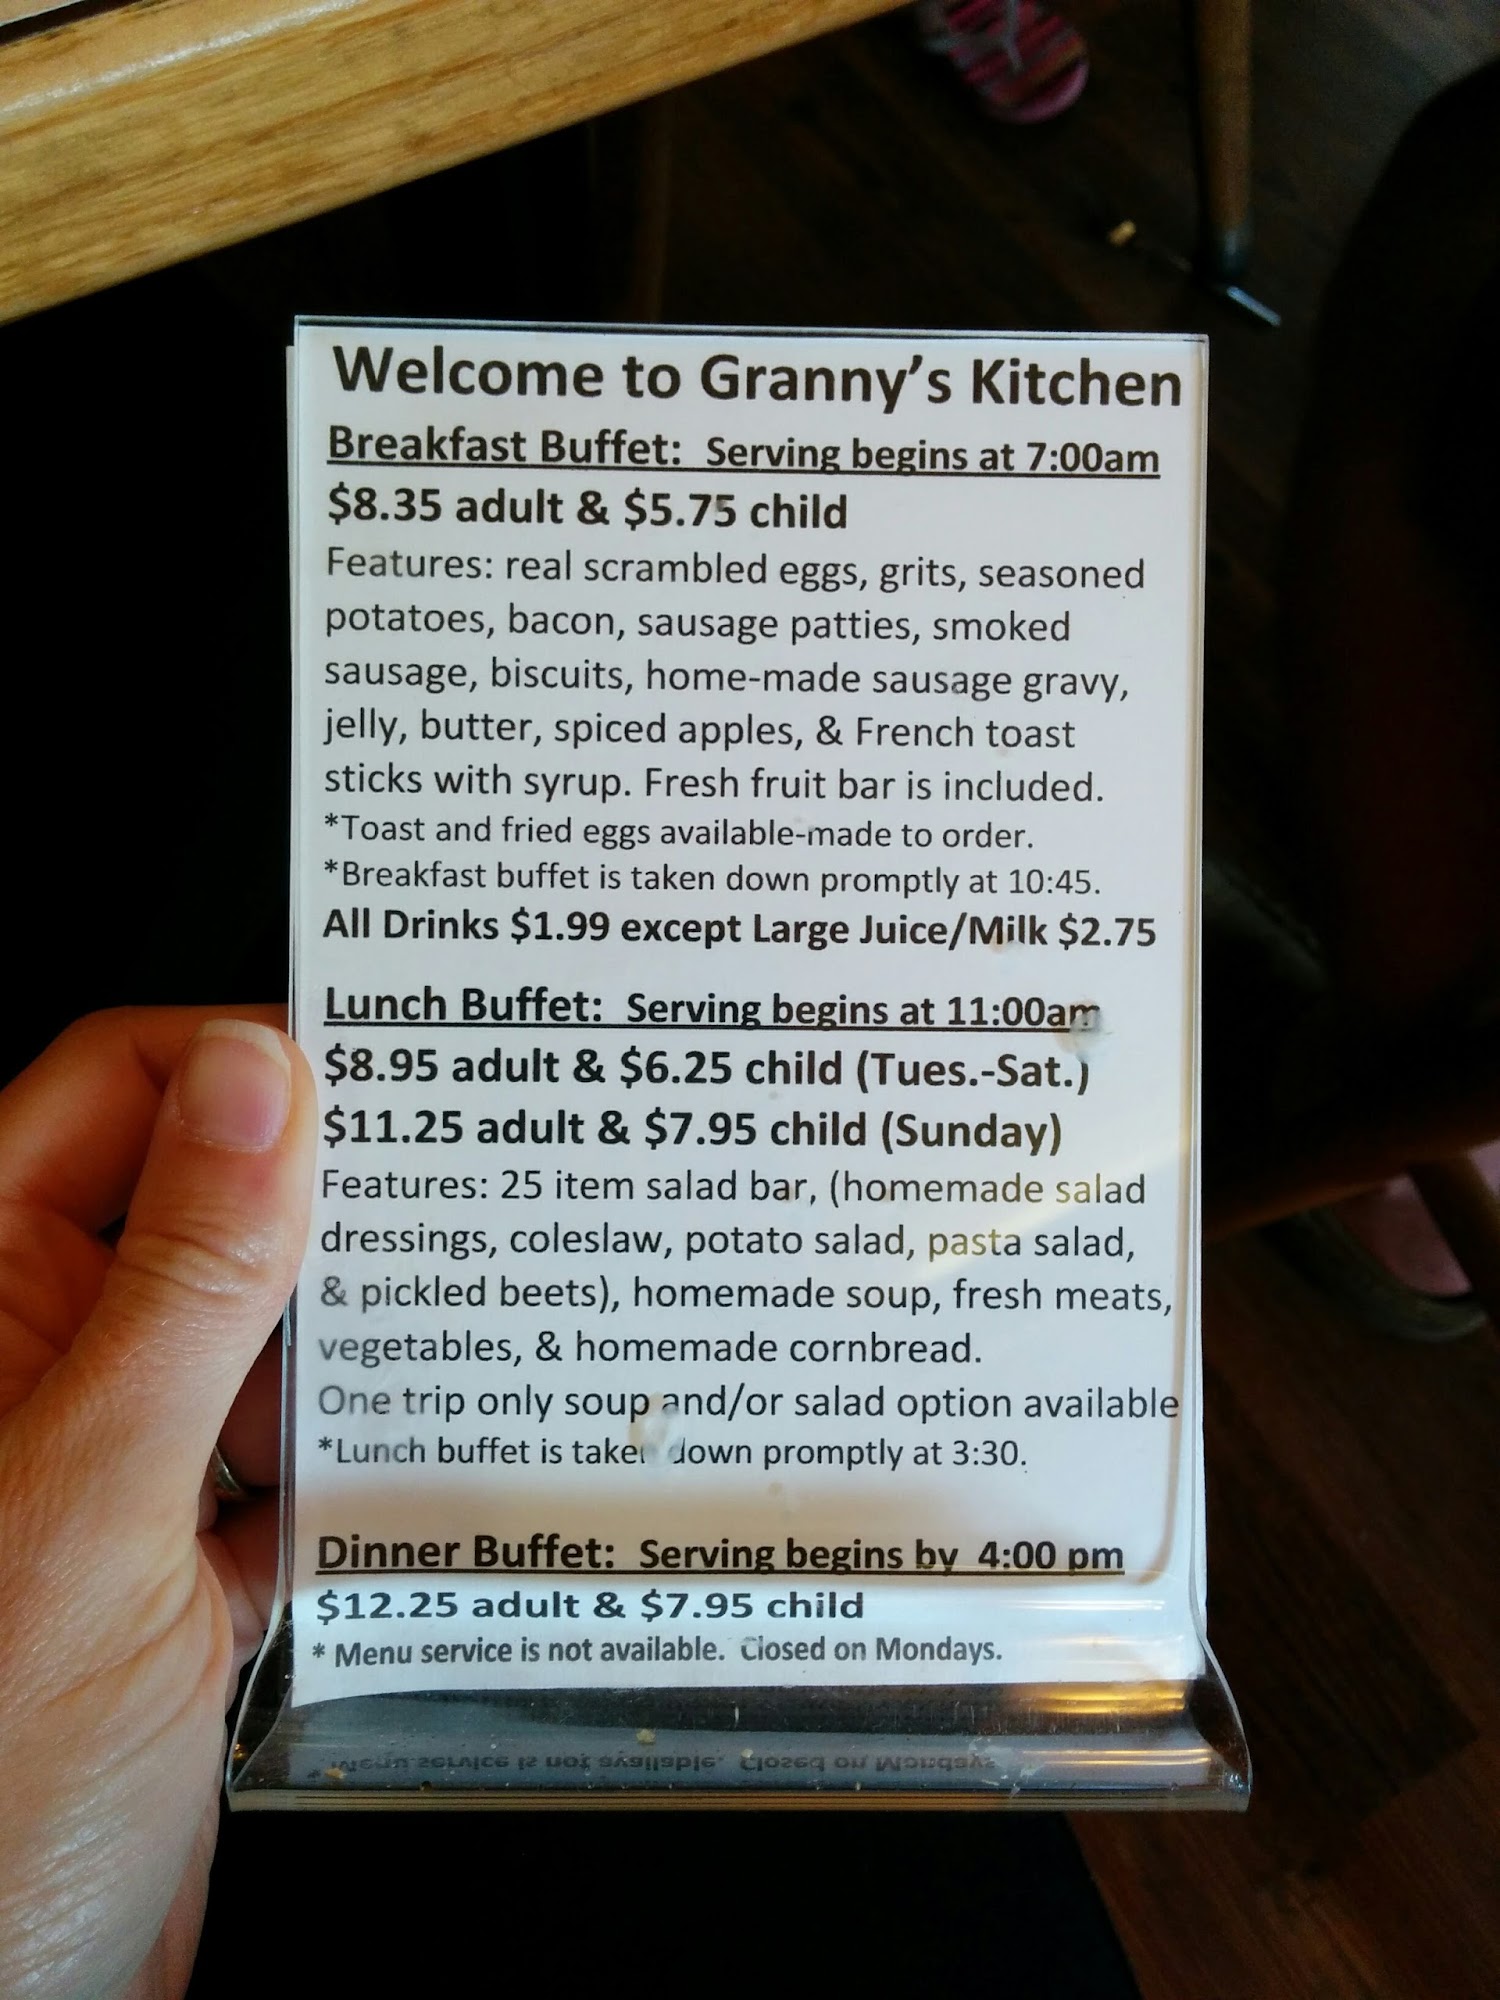 Welcome to Granny's Kitchen
Breakfast Buffet: Serving begins at 7:00am
$8.35 adult & $5.75 child
Features: real scrambled eggs, grits, seasoned
potatoes, bacon, sausage patties, smoked
sausage, biscuits, home-made sausage gravy,
jelly, butter, spiced apples, & French toast
sticks with syrup. Fresh fruit bar is included.
*Toast and fried eggs available-made to order.
*Breakfast buffet is taken down promptly at 10:45.
All Drinks $1.99 except Large Juice/Milk $2.75
Lunch Buffet: Serving begins at 11:00am
$8.95 adult & $6.25 child (Tues.-Sat.)
$11.25 adult & $7.95 child (Sunday)
Features: 25 item salad bar, (homemade salad
dressings, coleslaw, potato salad, pasta salad,
& pickled beets), homemade soup, fresh meats,
vegetables, & homemade cornbread.
One trip only soup and/or salad option available
*Lunch buffet is taken down promptly at 3:30.
Dinner Buffet: Serving begins by 4:00 pm
$12.25 adult & $7.95 child
* Menu service is not available. Closed on Mondays.